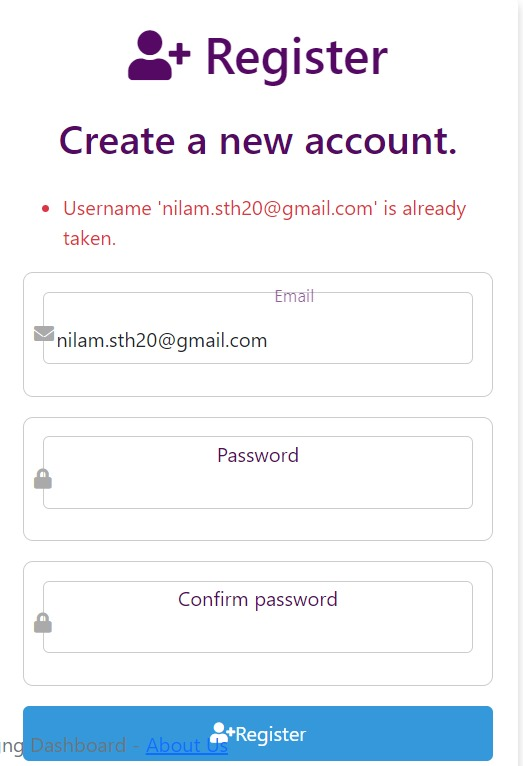 Register
Create a new account.
• Username 'nilam.sth20@gmail.com' is already
taken.
Email
nilam.sth20@gmail.com
Password
Confirm password
Register
Dashboard - About Us